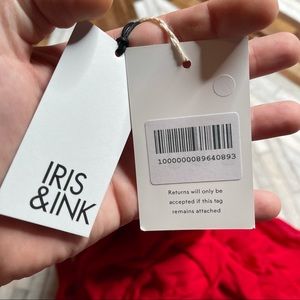 IRIS
&INK
1000000089640893
Returns will only be
accepted if this tag
remains attached